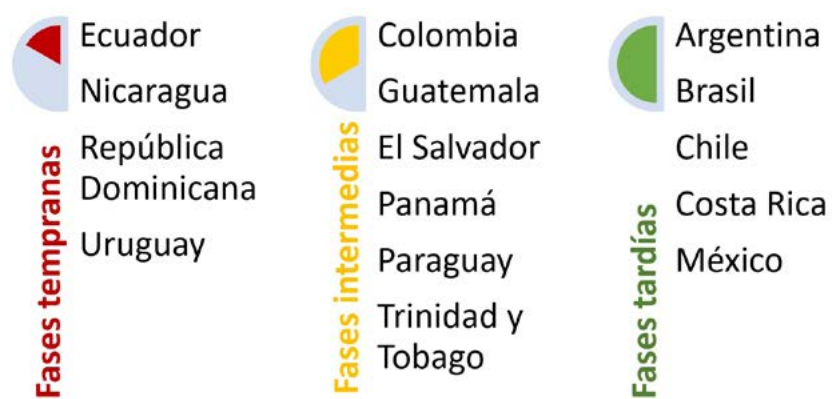 Fases tempranas
Ecuador
Nicaragua
República
Dominicana
Uruguay
Fases intermedias
Colombia
Guatemala
El Salvador
Panamá
Paraguay
Trinidad y
Tobago
Fases tardías
Argentina
Brasil
Chile
Costa Rica
México